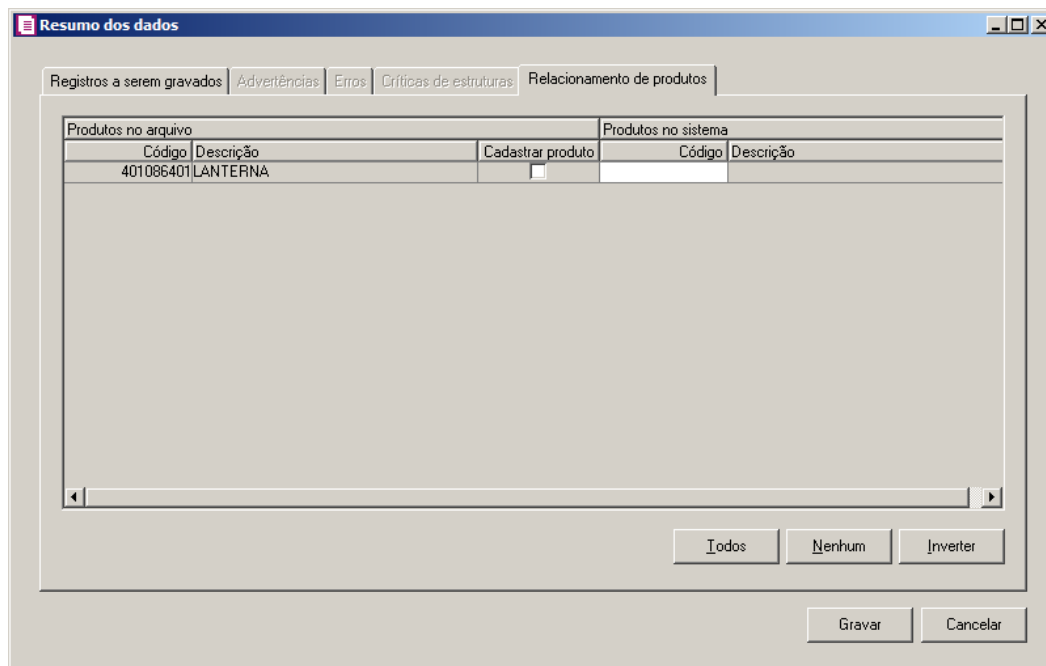 Resumo dos dados
Registros a serem gravados Advertências Erros Críticas de estruturas Relacionamento de produtos
Produtos no arquivo Produtos no sistema
Código Descrição Cadastrar produto Código Descrição
401086401 LANTERNA
Todos Nenhum Inverter
Gravar Cancelar